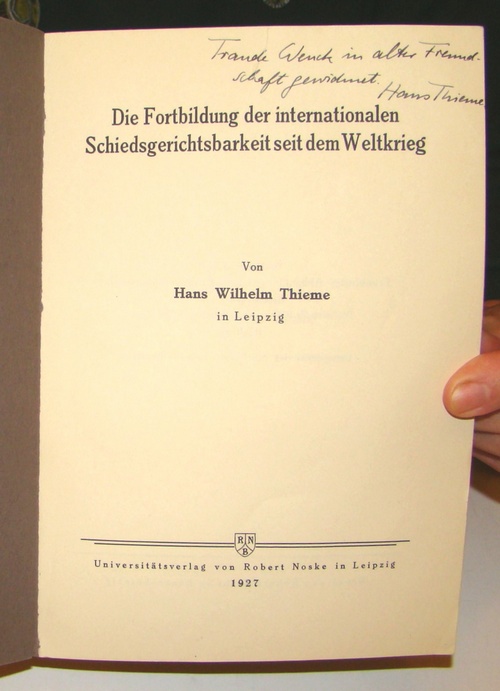 Traude Wenck in alter Freund-
schaft gewidmet.
Hans Thieme
Die Fortbildung der internationalen
Schiedsgerichtsbarkeit seit dem Weltkrieg
Von
Hans Wilhelm Thieme
in Leipzig
R N
B
Universitätsverlag von Robert Noske in Leipzig
1927